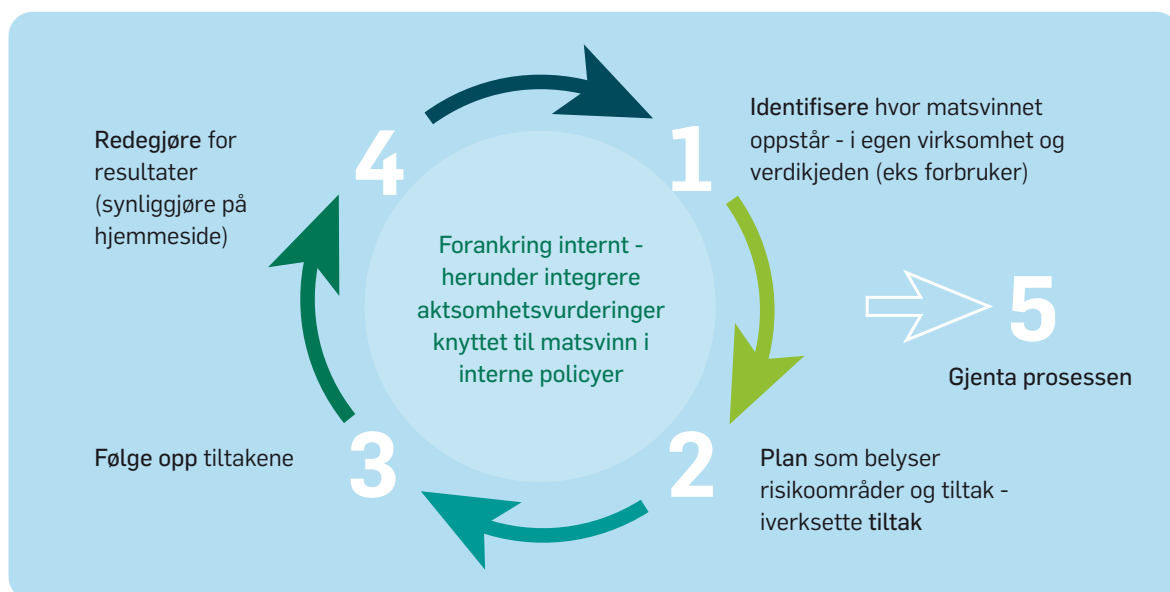 1
Identifisere hvor matsvinnet
oppstår - i egen virksomhet og
verdikjeden (eks forbruker)
2
Plan som belyser
risikoområder og tiltak -
iverksette tiltak
3
Følge opp tiltakene
4
Redegjøre for
resultater
(synliggjøre på
hjemmeside)
Forankring internt -
herunder integrere
aktsomhetsvurderinger
knyttet til matsvinn i
interne policyer
5
Gjenta prosessen